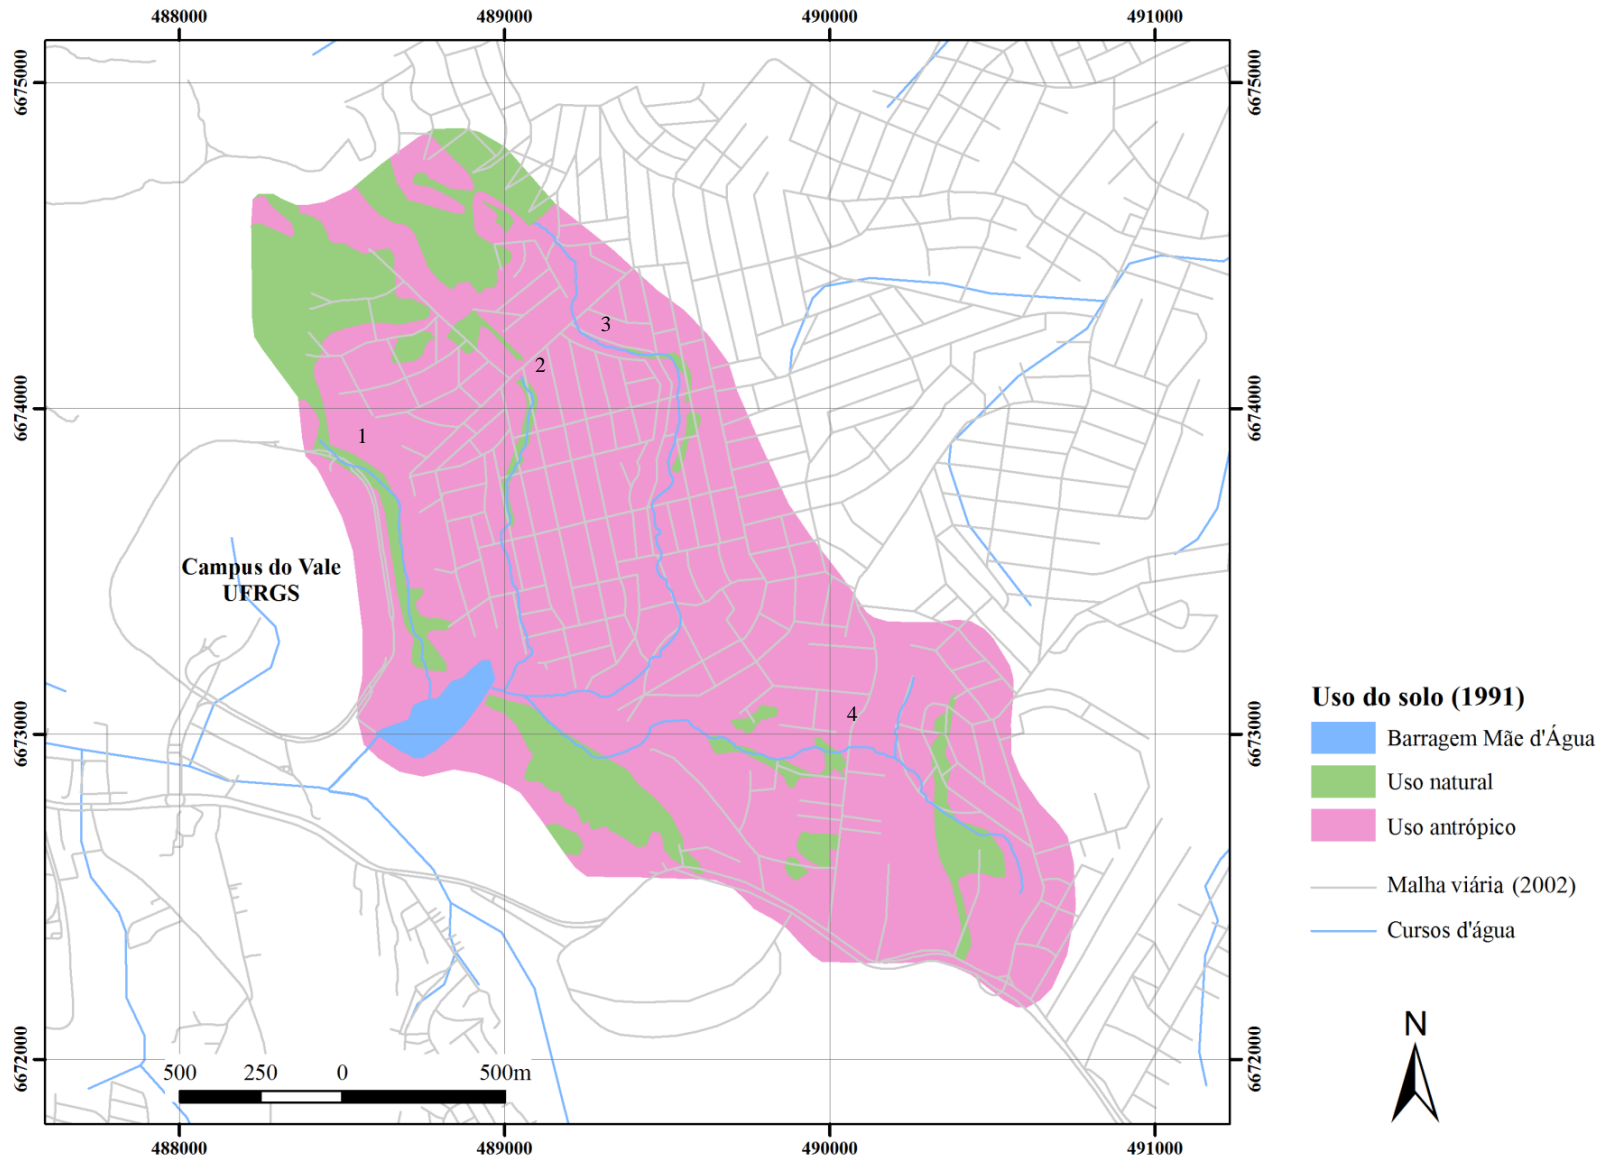 488000
489000
490000
491000
6675000
6675000
3
2
6674000
6674000
1
Campus do Vale
UFRGS
4
6673000
6673000
Uso do solo (1991)
Barragem Mãe d'Água
Uso natural
Uso antrópico
Malha viária (2002)
Cursos d'água
N
6672000
6672000
500 250 0 500m
488000
489000
490000
491000